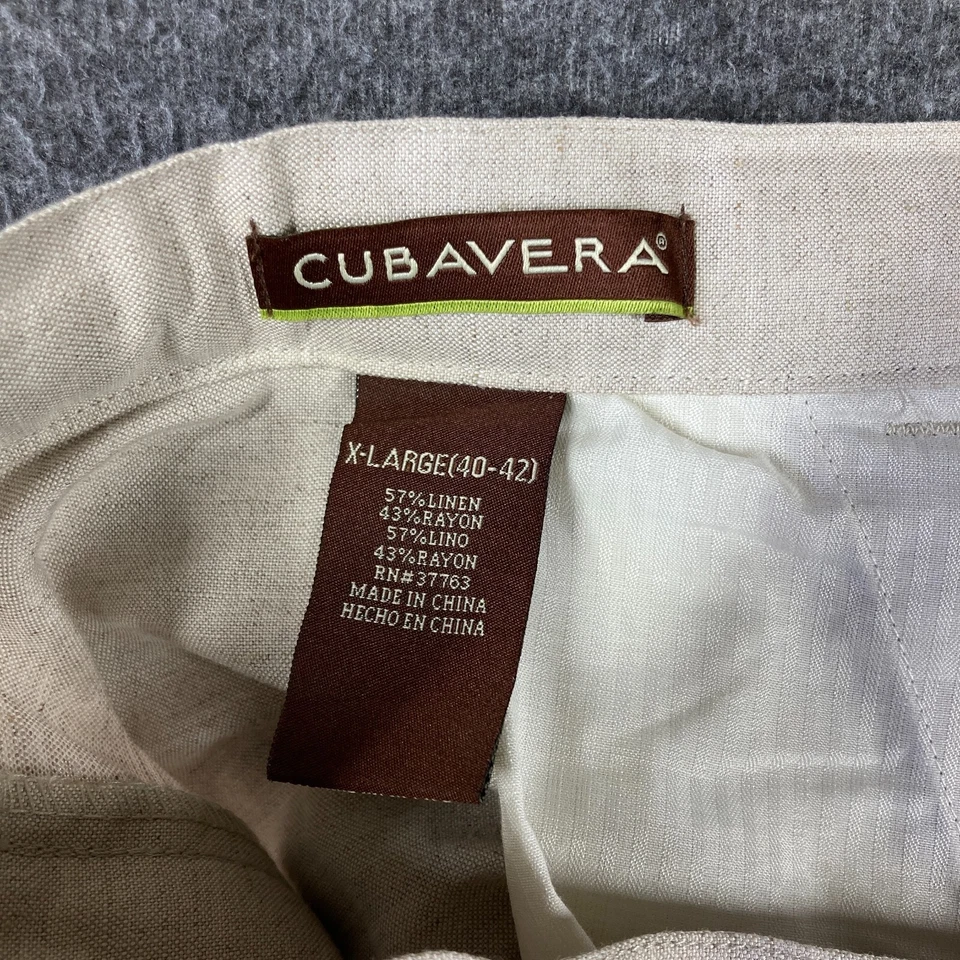 CUBAVERA®
X-LARGE(40-42)
57%LINEN
43%RAYON
57%LINO
43%RAYON
RN#37763
MADE IN CHINA
HECHO EN CHINA